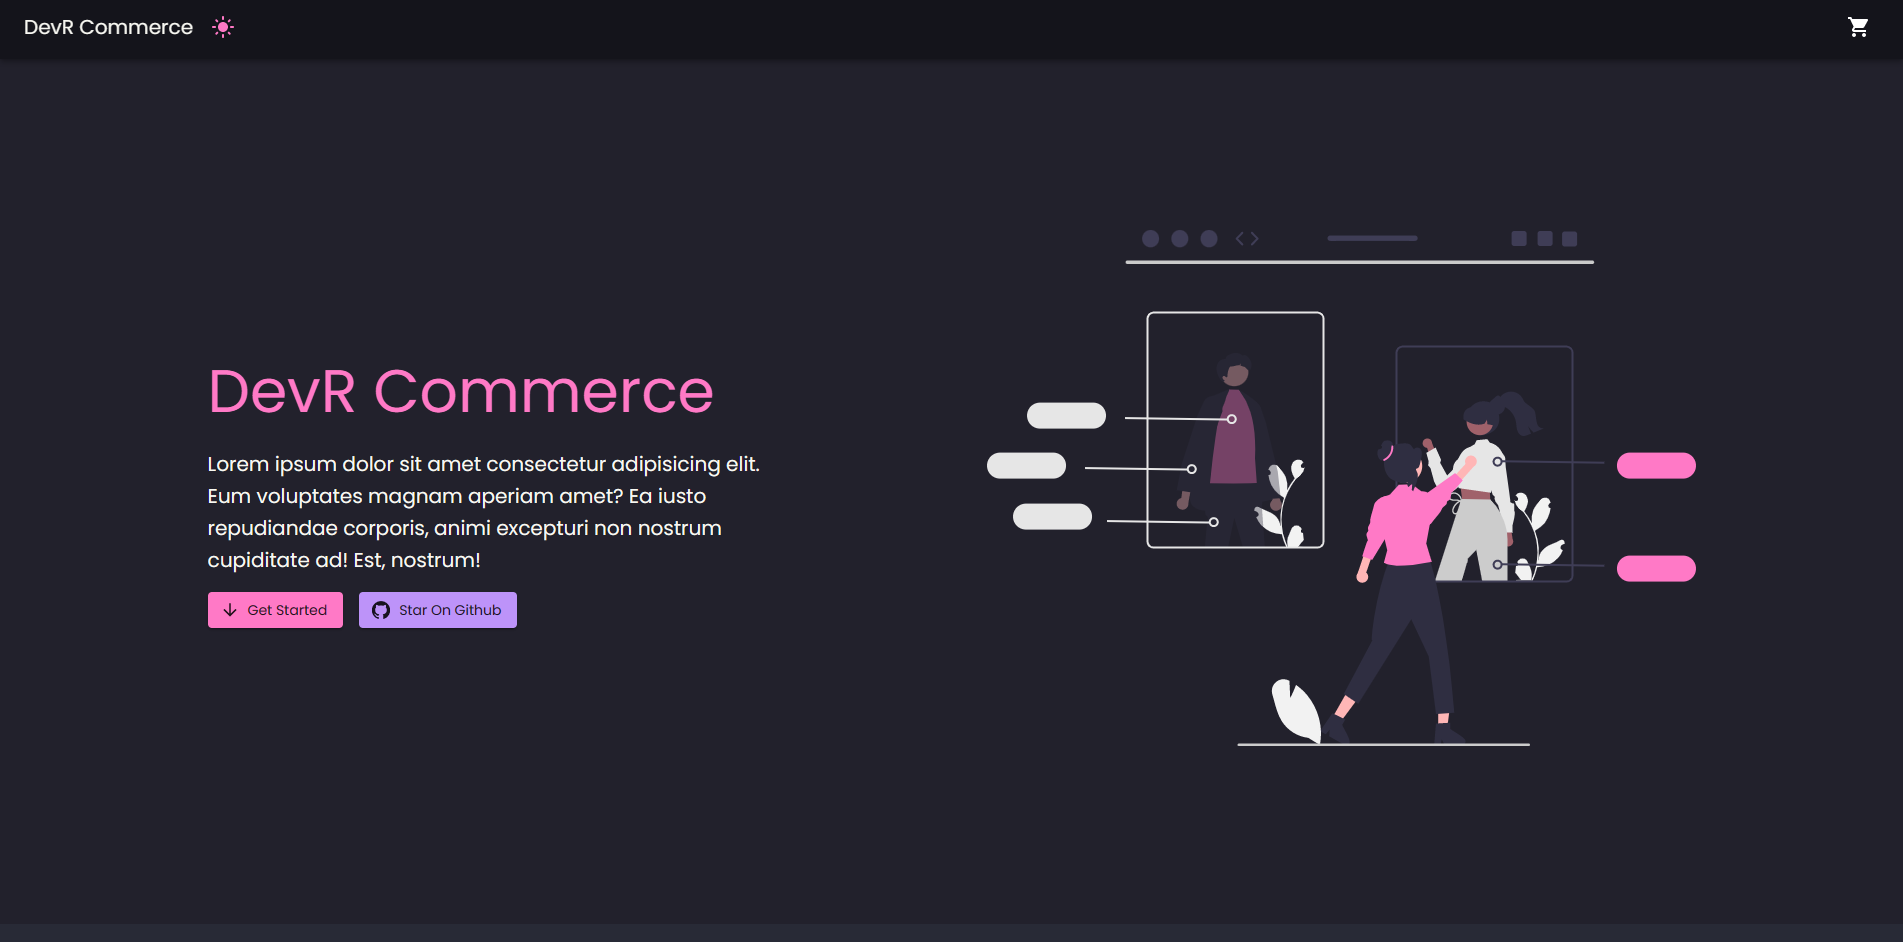 DevR Commerce
DevR Commerce
Lorem ipsum dolor sit amet consectetur adipisicing elit.
Eum voluptates magnam aperiam amet? Ea iusto
repudiandae corporis, animi excepturi non nostrum
cupiditate ad! Est, nostrum!
Get Started
Star On Github